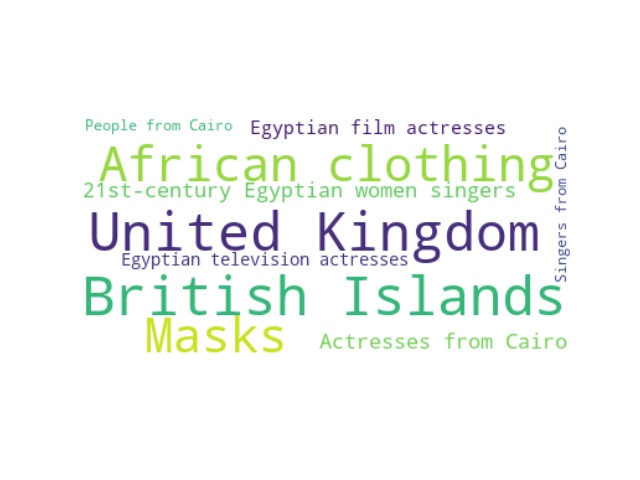 People from Cairo
Egyptian film actresses
African clothing
21st-century Egyptian women singers
Singers from Cairo
United Kingdom
Egyptian television actresses
British Islands
Masks
Actresses from Cairo